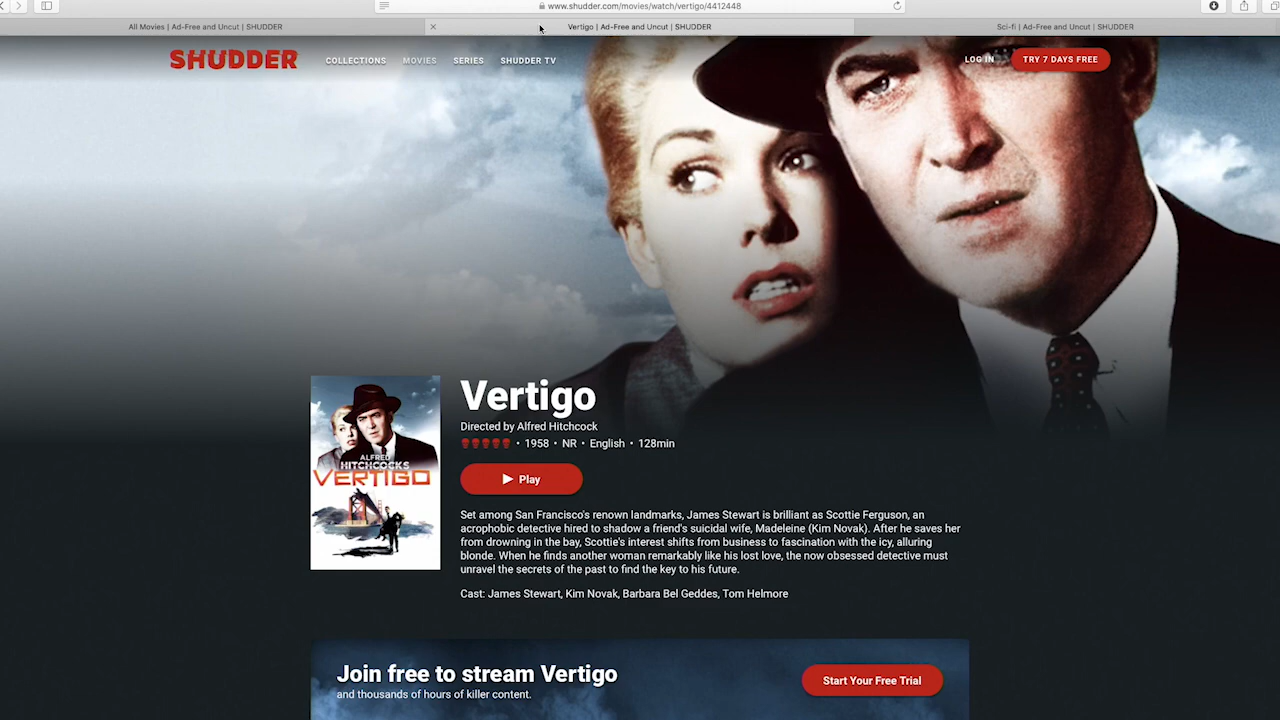 www.shudder.com/movies/watch/vertigo/4412448
All Movies | Ad-Free and Uncut | SHUDDER
Vertigo | Ad-Free and Uncut | SHUDDER
Sci-fi | Ad-Free and Uncut | SHUDDER
SHUDDER
COLLECTIONS
MOVIES
SERIES
SHUDDER TV
LOG IN
TRY 7 DAYS FREE
ALFRED
HITCHCOCKS
VERTIGO
Vertigo
Directed by Alfred Hitchcock
• 1958 • NR • English • 128min
Play
Set among San Francisco's renown landmarks, James Stewart is brilliant as Scottie Ferguson, an
acrophobic detective hired to shadow a friend's suicidal wife, Madeleine (Kim Novak). After he saves her
from drowning in the bay, Scottie's interest shifts from business to fascination with the icy, alluring
blonde. When he finds another woman remarkably like his lost love, the now obsessed detective must
unravel the secrets of the past to find the key to his future.
Cast: James Stewart, Kim Novak, Barbara Bel Geddes, Tom Helmore
Join free to stream Vertigo
and thousands of hours of killer content.
Start Your Free Trial